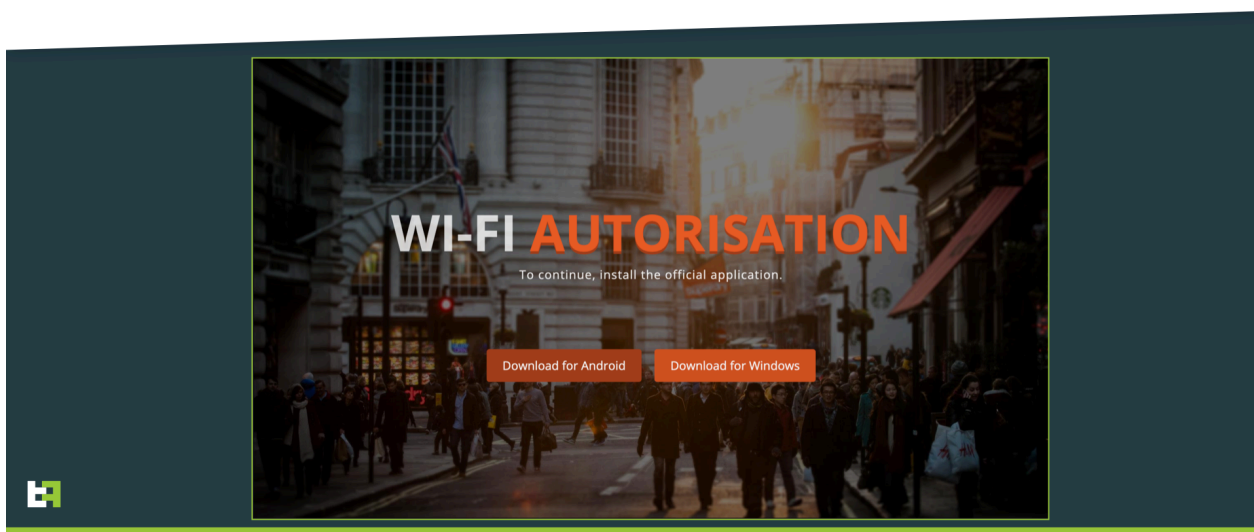 WI-FI AUTORISATION
To continue, install the official application.
Download for Android
Download for Windows